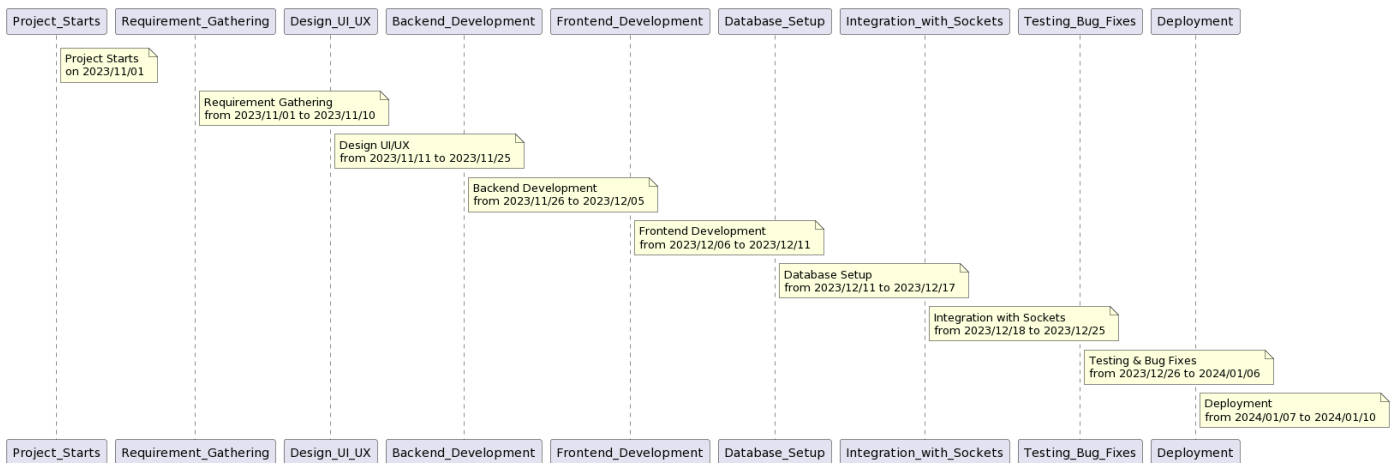 Project_Starts Requirement_Gathering Design_UI_UX Backend_Development Frontend_Development Database_Setup Integration_with_Sockets Testing_Bug_Fixes Deployment
Project Starts
on 2023/11/01
Requirement Gathering
from 2023/11/01 to 2023/11/10
Design UI/UX
from 2023/11/11 to 2023/11/25
Backend Development
from 2023/11/26 to 2023/12/05
Frontend Development
from 2023/12/06 to 2023/12/11
Database Setup
from 2023/12/11 to 2023/12/17
Integration with Sockets
from 2023/12/18 to 2023/12/25
Testing & Bug Fixes
from 2023/12/26 to 2024/01/06
Deployment
from 2024/01/07 to 2024/01/10
Project_Starts Requirement_Gathering Design_UI_UX Backend_Development Frontend_Development Database_Setup Integration_with_Sockets Testing_Bug_Fixes Deployment